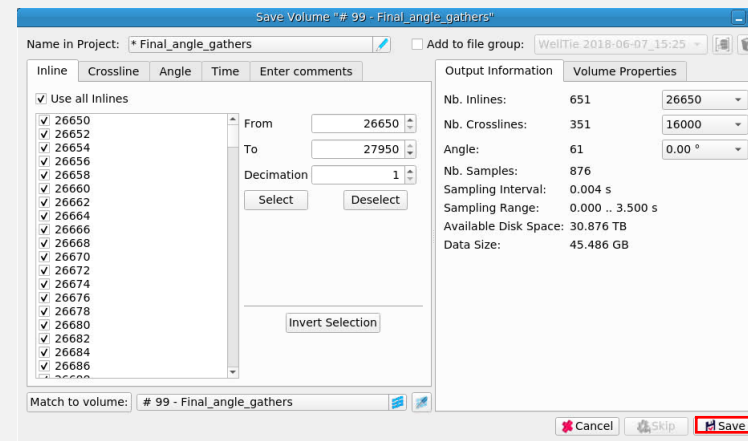 Save Volume "# 99 - Final_angle_gathers"
Name in Project: * Final_angle_gathers Add to file group: WellTie 2018-06-07_15:25
Inline Crossline Angle Time Enter comments
Use all Inlines
26650
26652
26654
26656
26658
26660
26662
26664
26666
26668
26670
26672
26674
26676
26678
26680
26682
26684
26686
26688
From 26650
To 27950
Decimation 1
Select Deselect
Invert Selection
Match to volume: # 99 - Final_angle_gathers
Output Information Volume Properties
Nb. Inlines: 651 26650
Nb. Crosslines: 351 16000
Angle: 61 0.00 °
Nb. Samples: 876
Sampling Interval: 0.004 s
Sampling Range: 0.000 .. 3.500 s
Available Disk Space: 30.876 TB
Data Size: 45.486 GB
Cancel Skip Save